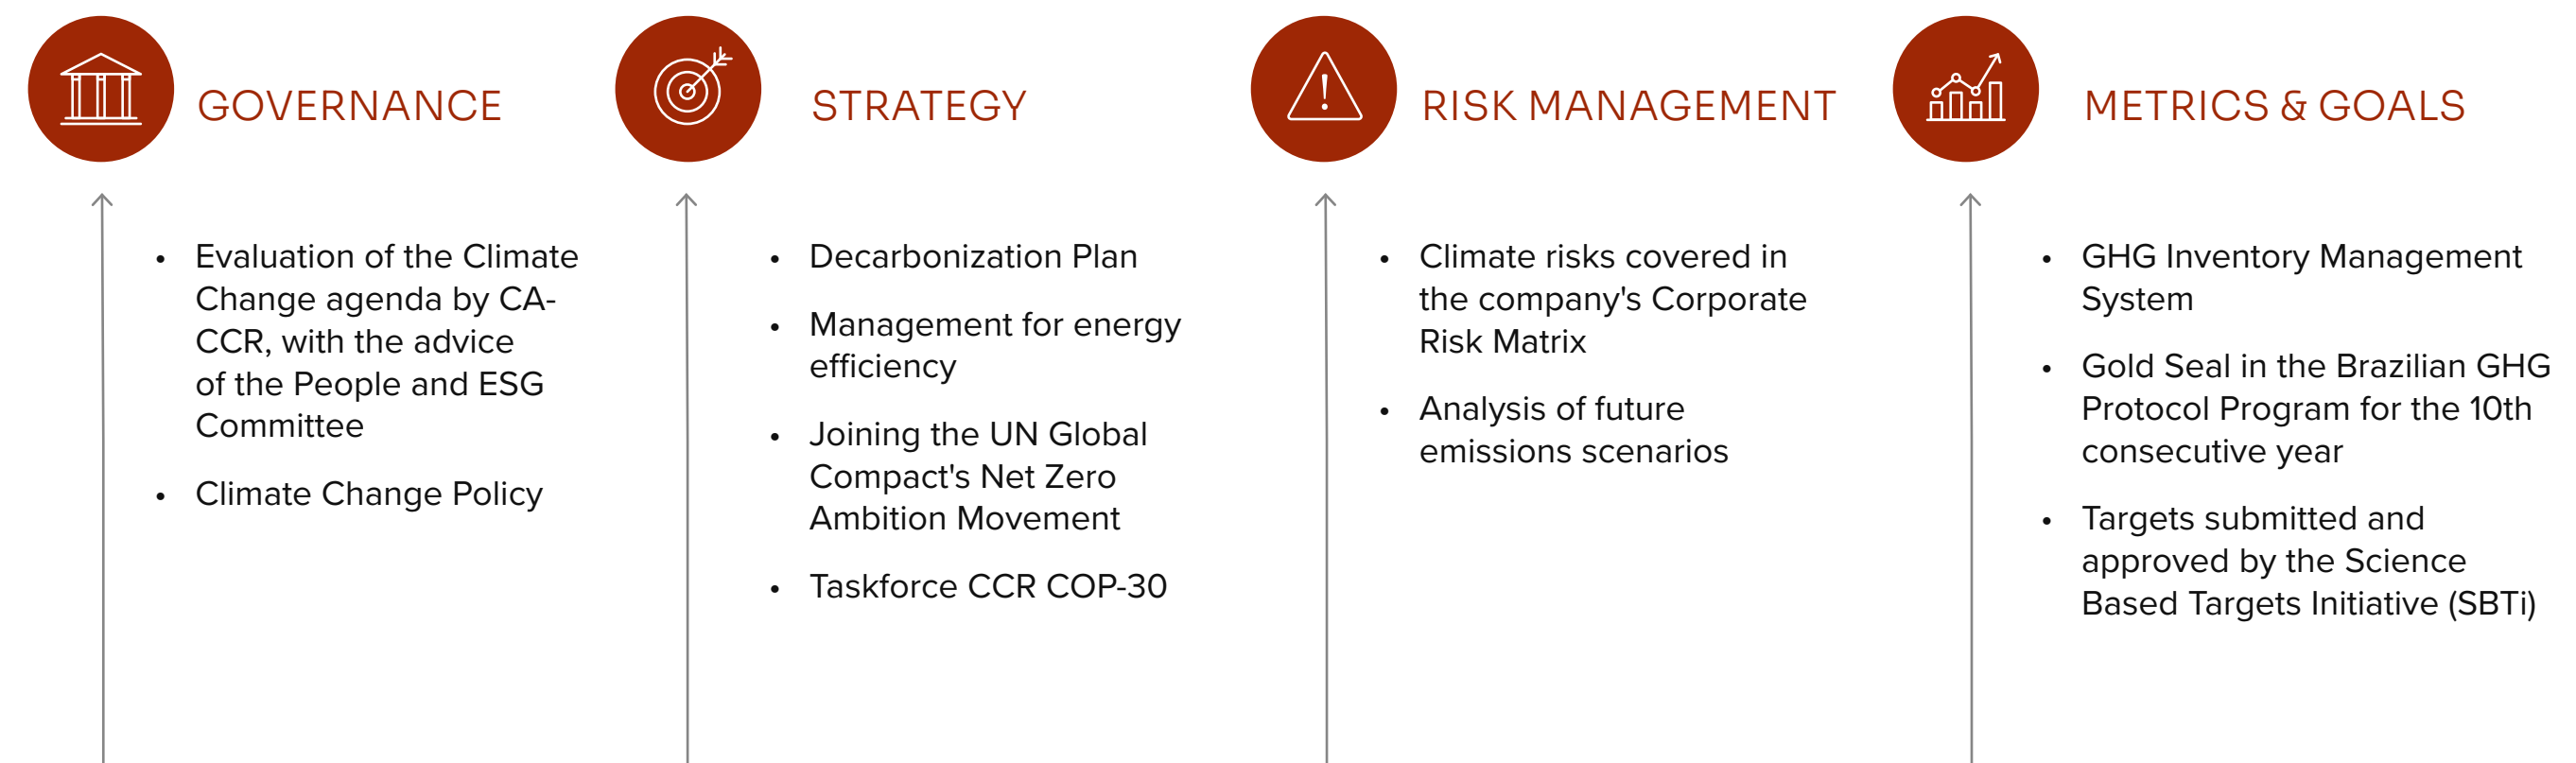 GOVERNANCE
• Evaluation of the Climate
Change agenda by CA-
CCR, with the advice
of the People and ESG
Committee
• Climate Change Policy
STRATEGY
• Decarbonization Plan
• Management for energy
efficiency
• Joining the UN Global
Compact's Net Zero
Ambition Movement
• Taskforce CCR COP-30
RISK MANAGEMENT
• Climate risks covered in
the company's Corporate
Risk Matrix
• Analysis of future
emissions scenarios
METRICS & GOALS
• GHG Inventory Management
System
• Gold Seal in the Brazilian GHG
Protocol Program for the 10th
consecutive year
• Targets submitted and
approved by the Science
Based Targets Initiative (SBTi)